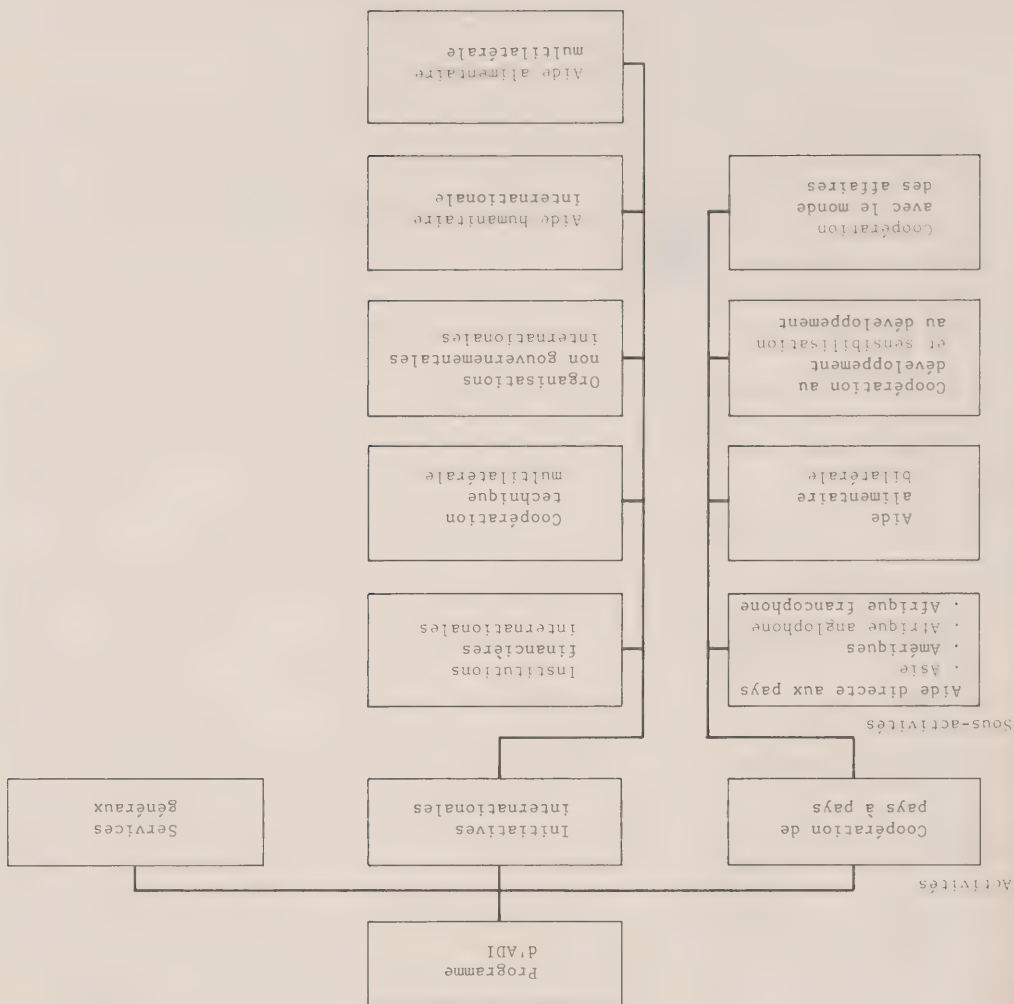 Programme
d'ADI
Activités
Coopération de
pays à pays
Initiatives
internationales
Services
généraux
Sous-activités
Aide directe aux pays
. Asie
. Amériques
. Afrique anglophone
. Afrique francophone
Institutions
financières
internationales
Aide
alimentaire
bilatérale
Coopération
technique
multilatérale
Coopération au
développement
et sensibilisation
au développement
Organisations
non gouvernementales
internationales
Coopération
avec le monde
des affaires
Aide humanitaire
internationale
Aide alimentaire
multilatérale